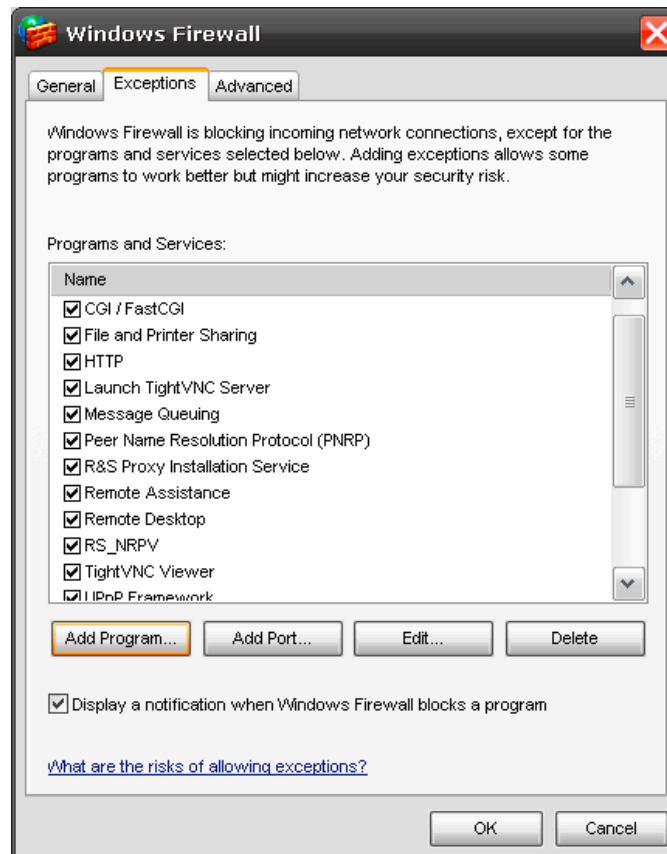 Windows Firewall
General Exceptions Advanced
Windows Firewall is blocking incoming network connections, except for the
programs and services selected below. Adding exceptions allows some
programs to work better but might increase your security risk.
Programs and Services:
Name
CGI / FastCGI
File and Printer Sharing
HTTP
Launch TightVNC Server
Message Queuing
Peer Name Resolution Protocol (PNRP)
R&S Proxy Installation Service
Remote Assistance
Remote Desktop
RS_NRPV
TightVNC Viewer
UPnP Framework
Add Program... Add Port... Edit... Delete
Display a notification when Windows Firewall blocks a program
What are the risks of allowing exceptions?
OK Cancel